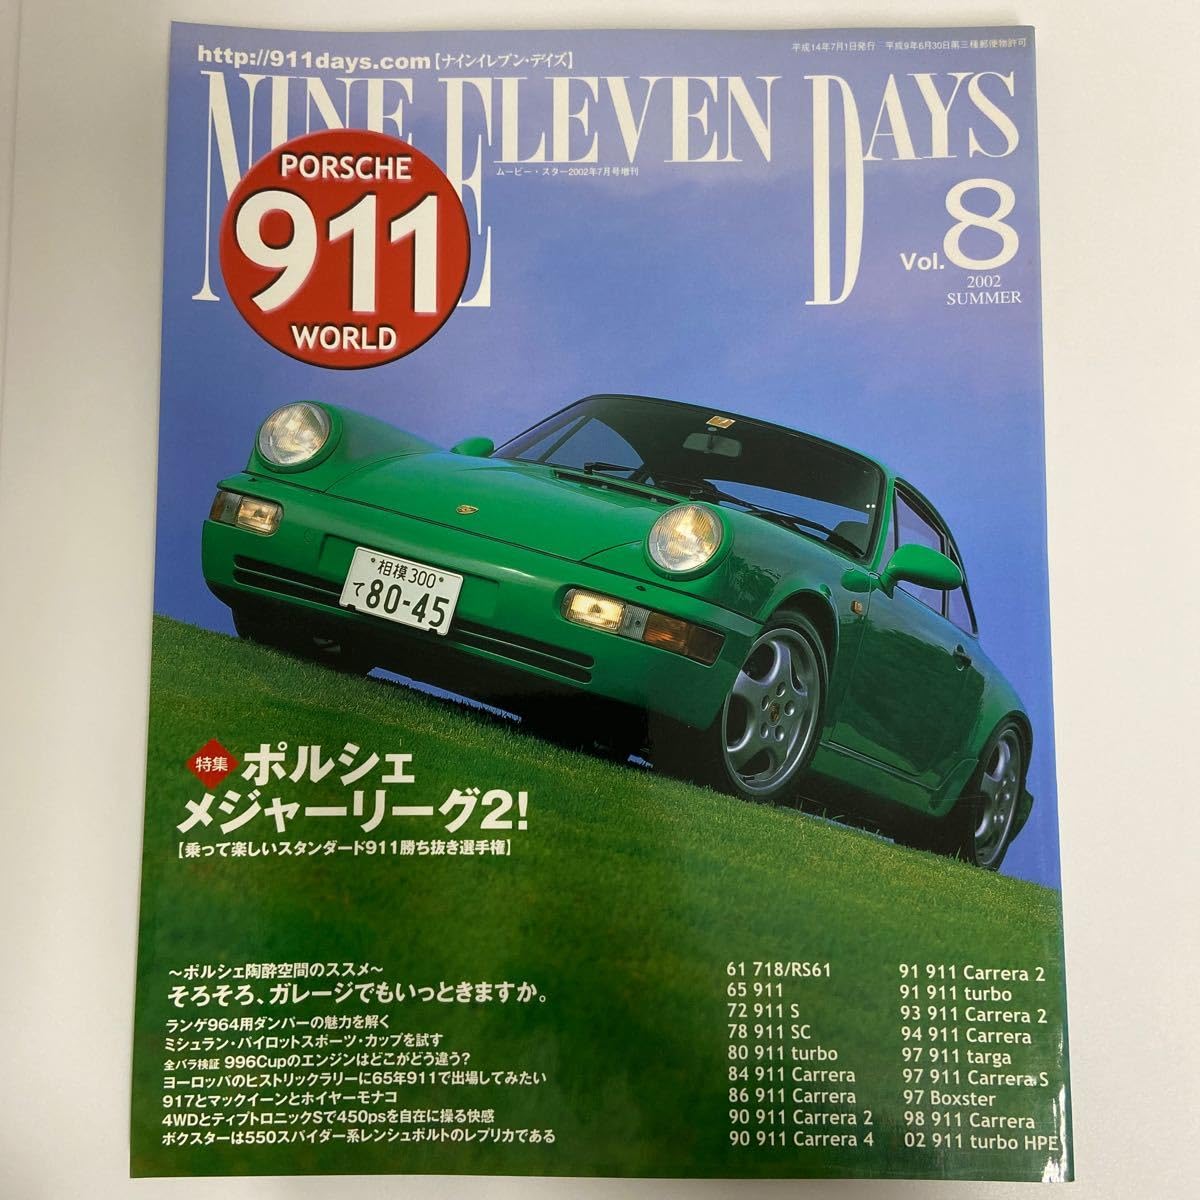 http://911days.com【ナインイレブン・デイズ】
平成14年7月1日発行 平成9年6月30日第三種郵便物許可
NINE ELEVEN DAYS
ムービー・スター2002年7月号増刊
PORSCHE
911
WORLD
Vol.8
2002
SUMMER
相模300
て 80-45
特集 ポルシェ
メジャーリーグ2!
【乗って楽しいスタンダード911勝ち抜き選手権】
〜ポルシェ陶酔空間のススメ〜
そろそろ、ガレージでもいっときますか。
ランゲ964用ダンパーの魅力を解く
ミシュラン・パイロットスポーツ・カップを試す
全バラ検証 996Cupのエンジンはどこがどう違う?
ヨーロッパのヒストリックラリーに65年911で出場してみたい
917とマックイーンとホイヤーモナコ
4WDとティプトロニックSで450psを自在に操る快感
ボクスターは550スパイダー系レンシュポルトのレプリカである
61 718/RS61
65 911
72 911 S
78 911 SC
80 911 turbo
84 911 Carrera
86 911 Carrera
90 911 Carrera 2
90 911 Carrera 4
91 911 Carrera 2
91 911 turbo
93 911 Carrera 2
94 911 Carrera
97 911 targa
97 911 Carrera S
97 Boxster
98 911 Carrera
02 911 turbo HPE